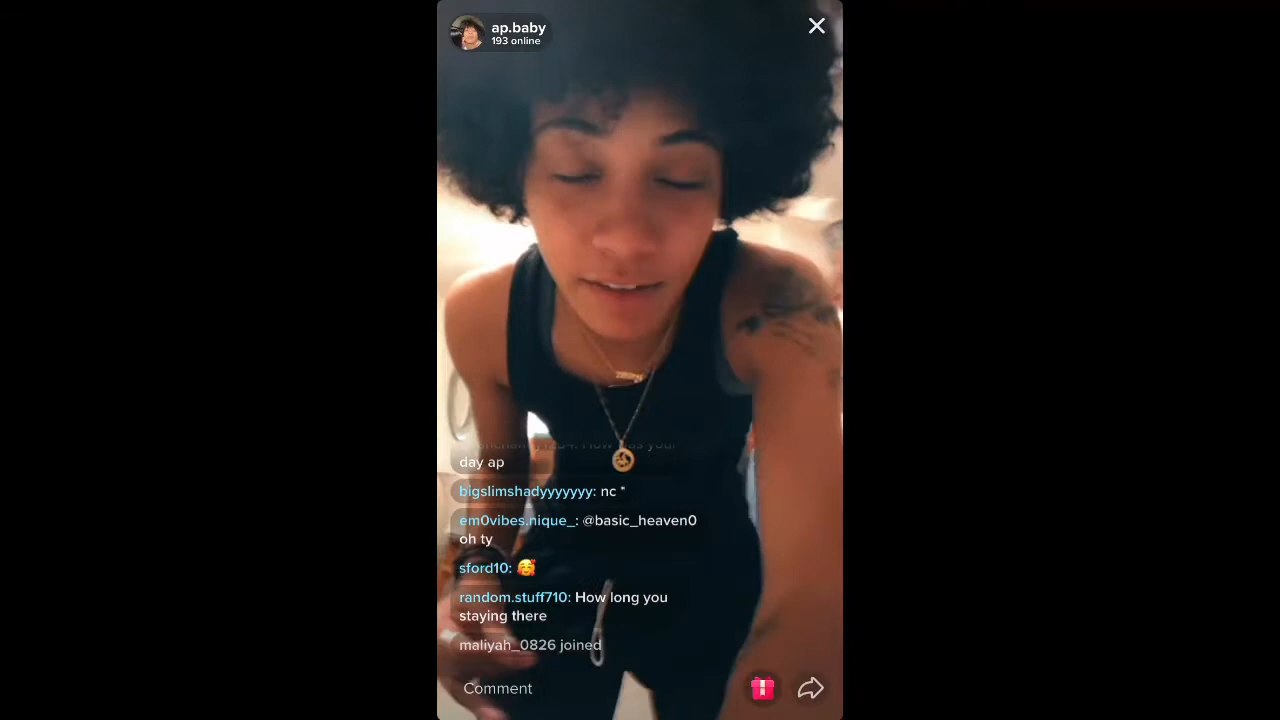 ap.baby
193 online
day ap
bigslimshadyyyyyyy: nc *
em0vibes.nique_: @basic_heaven0
oh ty
sford10: 🥰
random.stuff710: How long you
staying there
maliyah_0826 joined
Comment